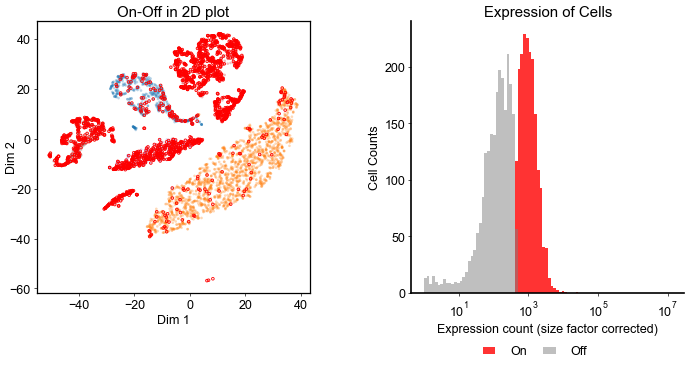 On-Off in 2D plot
Dim 2
40
20
0
−20
−40
−60
−40
−20
0
20
40
Dim 1
Expression of Cells
Cell Counts
200
150
100
50
0
10^1
10^3
10^5
10^7
Expression count (size factor corrected)
On
Off